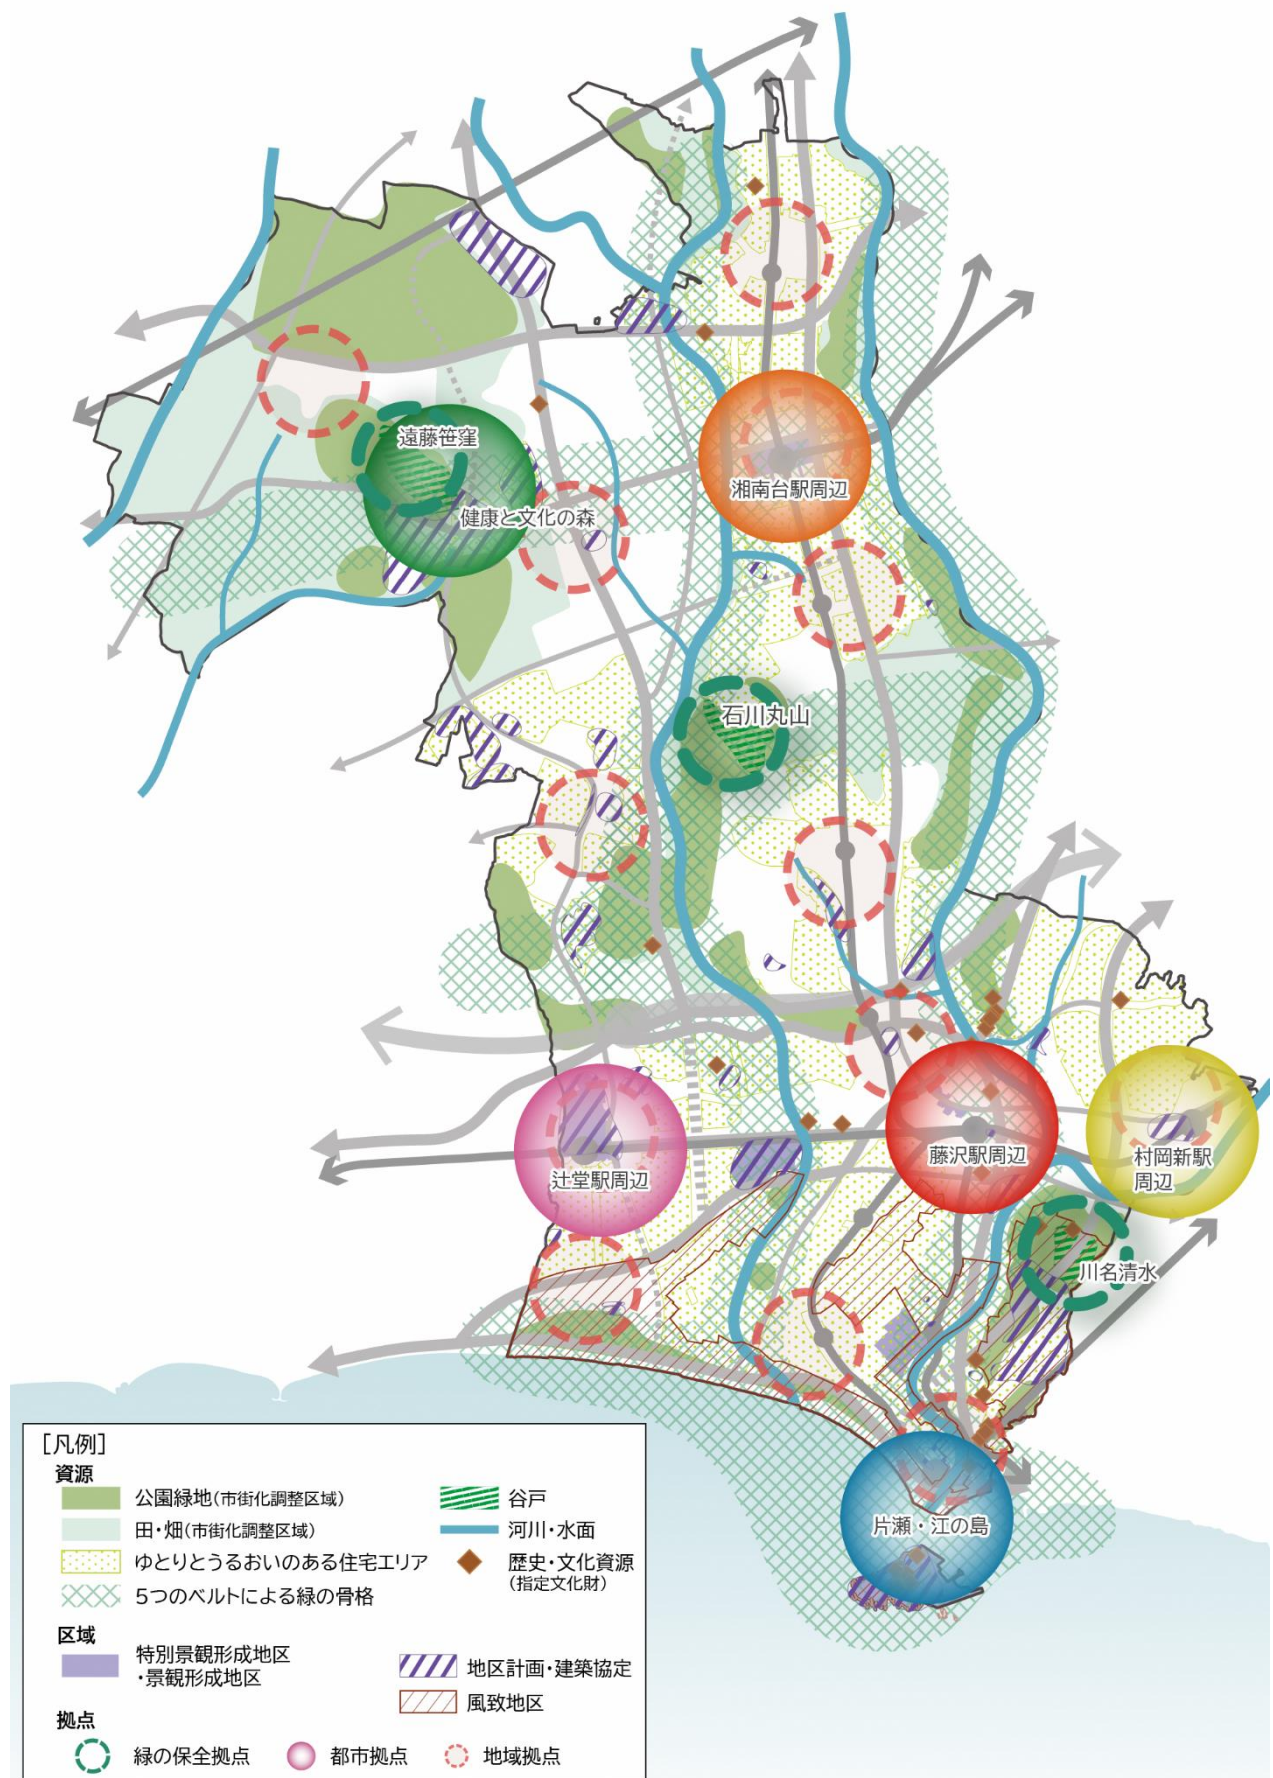 遠藤笹窪
健康と文化の森
湘南台駅周辺
石川丸山
辻堂駅周辺
藤沢駅周辺
村岡新駅
周辺
川名清水
片瀬・江の島
[凡例]
資源
公園緑地(市街化調整区域)
田・畑(市街化調整区域)
ゆとりとうるおいのある住宅エリア
5つのベルトによる緑の骨格
谷戸
河川・水面
歴史・文化資源
(指定文化財)
区域
特別景観形成地区
・景観形成地区
地区計画・建築協定
風致地区
拠点
緑の保全拠点
都市拠点
地域拠点